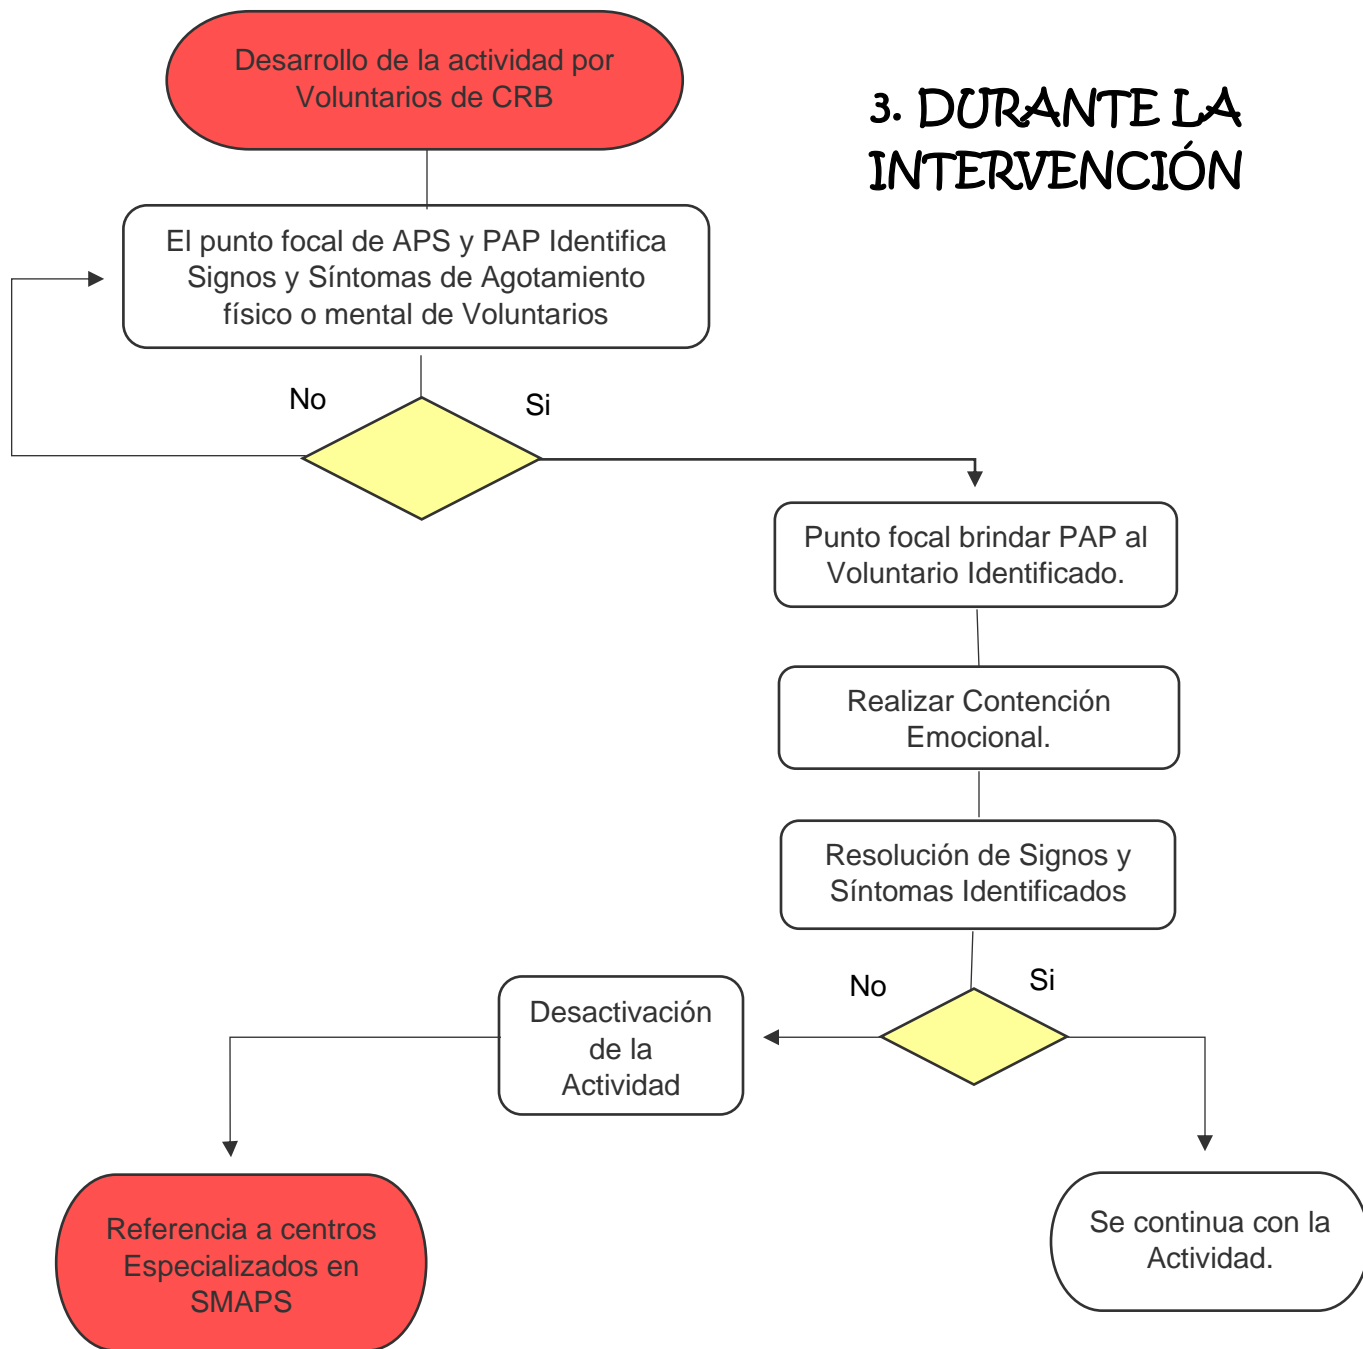 Desarrollo de la actividad por
Voluntarios de CRB
3. DURANTE LA
INTERVENCIÓN
El punto focal de APS y PAP Identifica
Signos y Síntomas de Agotamiento
físico o mental de Voluntarios
No
Si
Punto focal brindar PAP al
Voluntario Identificado.
Realizar Contención
Emocional.
Resolución de Signos y
Síntomas Identificados
No
Si
Desactivación
de la
Actividad
Referencia a centros
Especializados en
SMAPS
Se continua con la
Actividad.